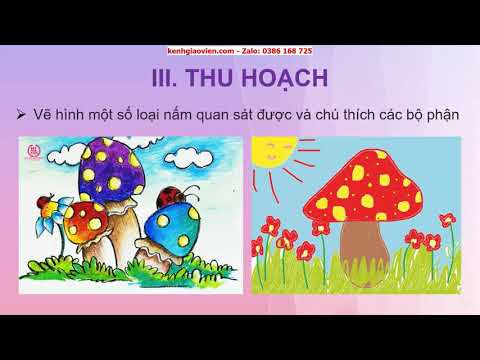 kenhgiaovien.com - Zalo: 0386 168 725
III. THU HOẠCH
➢ Vẽ hình một số loại nấm quan sát được và chú thích các bộ phận